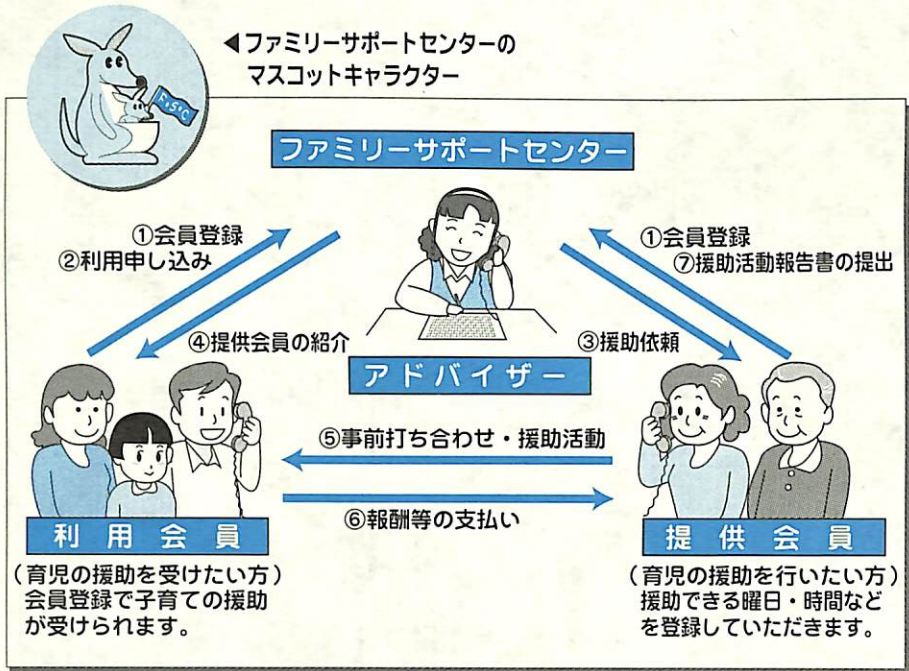 ◀ファミリーサポートセンターの
マスコットキャラクター
F・S・C
ファミリーサポートセンター
①会員登録
②利用申し込み
①会員登録
⑦援助活動報告書の提出
④提供会員の紹介
③援助依頼
アドバイザー
⑤事前打ち合わせ・援助活動
⑥報酬等の支払い
利用会員
(育児の援助を受けたい方)
会員登録で子育ての援助
が受けられます。
提供会員
(育児の援助を行いたい方)
援助できる曜日・時間など
を登録していただきます。